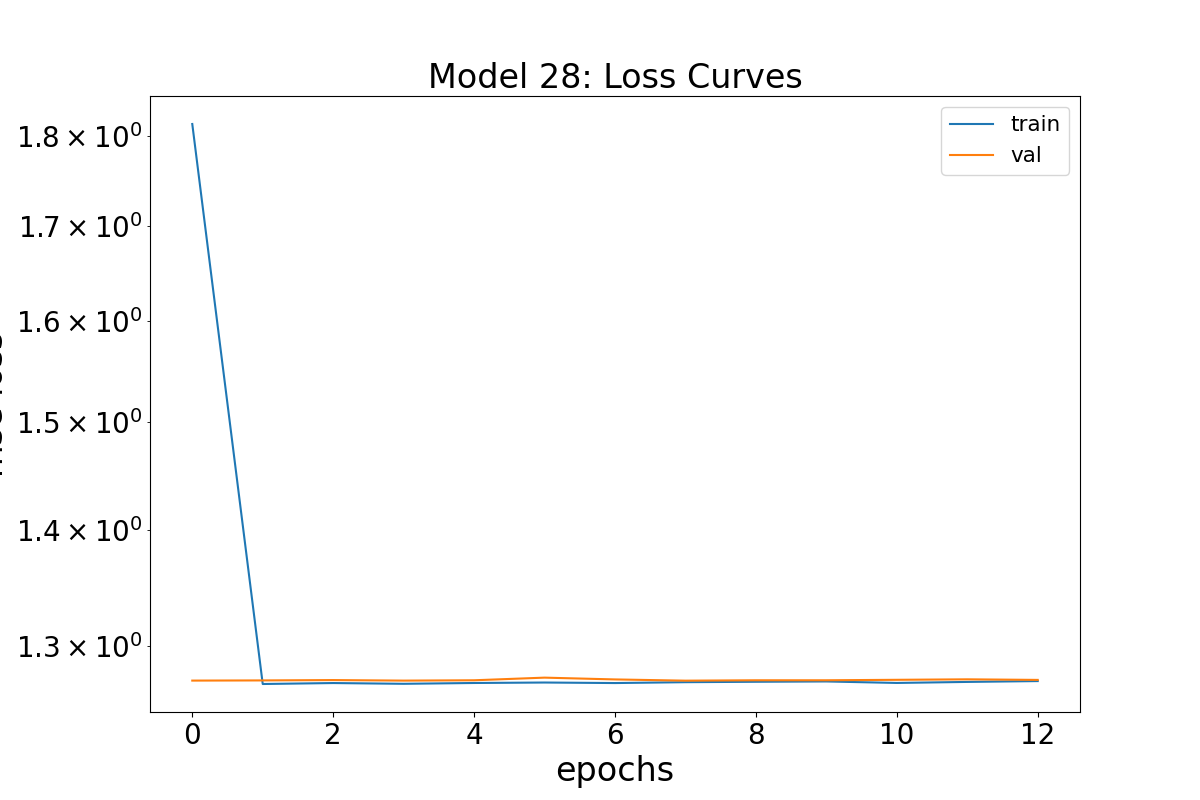 Model 28: Loss Curves
train
val
1.8 × 10⁰
1.7 × 10⁰
1.6 × 10⁰
1.5 × 10⁰
1.4 × 10⁰
1.3 × 10⁰
0 2 4 6 8 10 12
epochs